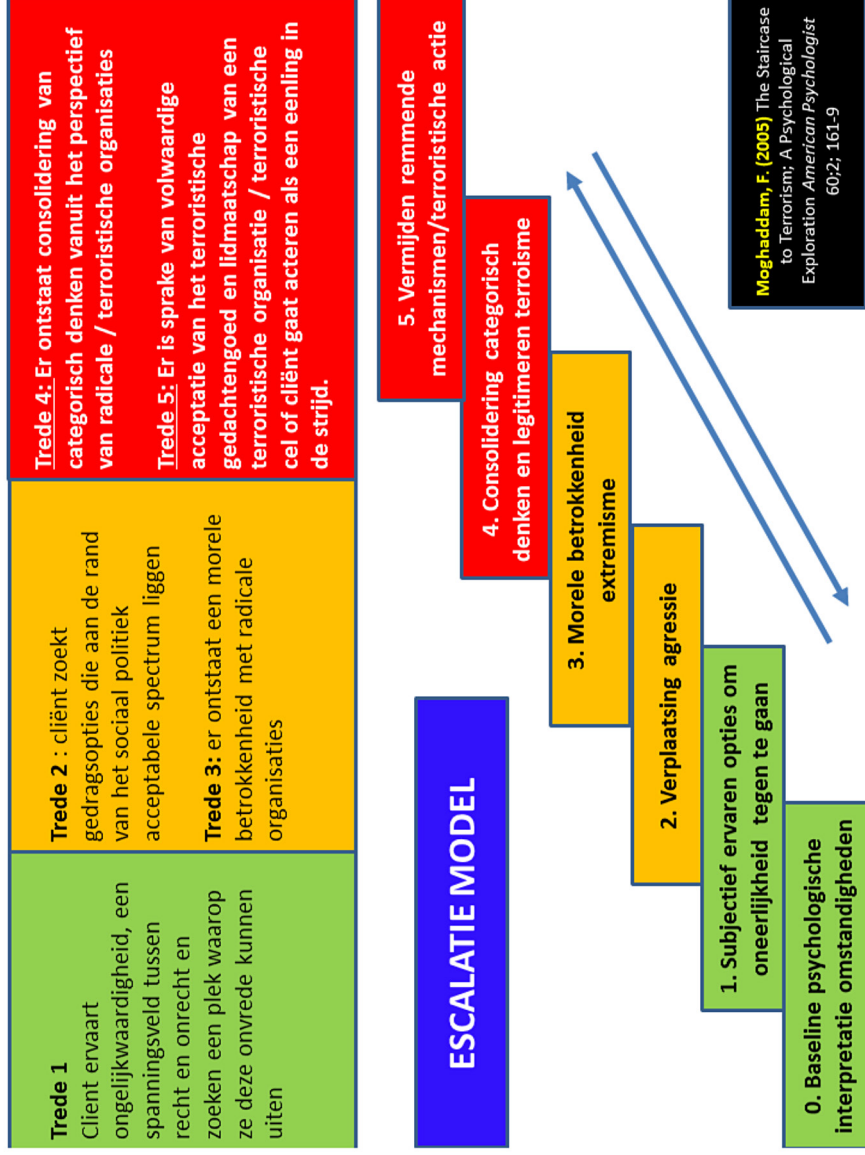 Trede 1
Client ervaart
ongelijkwaardigheid, een
spanningsveld tussen
recht en onrecht en
zoeken een plek waarop
ze deze onvrede kunnen
uiten
Trede 2 : cliënt zoekt
gedragsopties die aan de rand
van het sociaal politiek
acceptabele spectrum liggen
Trede 3: er ontstaat een morele
betrokkenheid met radicale
organisaties
Trede 4: Er ontstaat consolidering van
categorisch denken vanuit het perspectief
van radicale / terroristische organisaties
Trede 5: Er is sprake van volwaardige
acceptatie van het terroristische
gedachtengoed en lidmaatschap van een
terroristische organisatie / terroristische
cel of cliënt gaat acteren als een eenling in
de strijd.
ESCALATIE MODEL
5. Vermijden remmende
mechanismen/terroristische actie
4. Consolidering categorisch
denken en legitimeren terroisme
3. Morele betrokkenheid
extremisme
2. Verplaatsing agressie
1. Subjectief ervaren opties om
oneerlijkheid tegen te gaan
0. Baseline psychologische
interpretatie omstandigheden
Moghaddam, F. (2005) The Staircase
to Terrorism; A Psychological
Exploration American Psychologist
60;2; 161-9